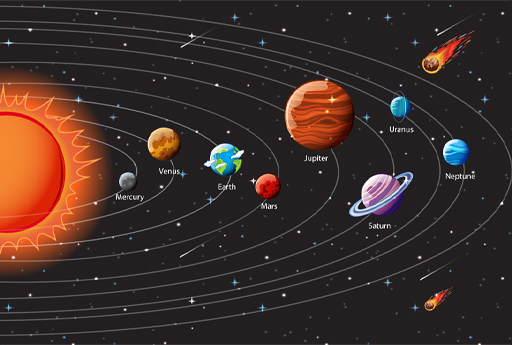 Mercury
Venus
Earth
Mars
Jupiter
Saturn
Uranus
Neptune